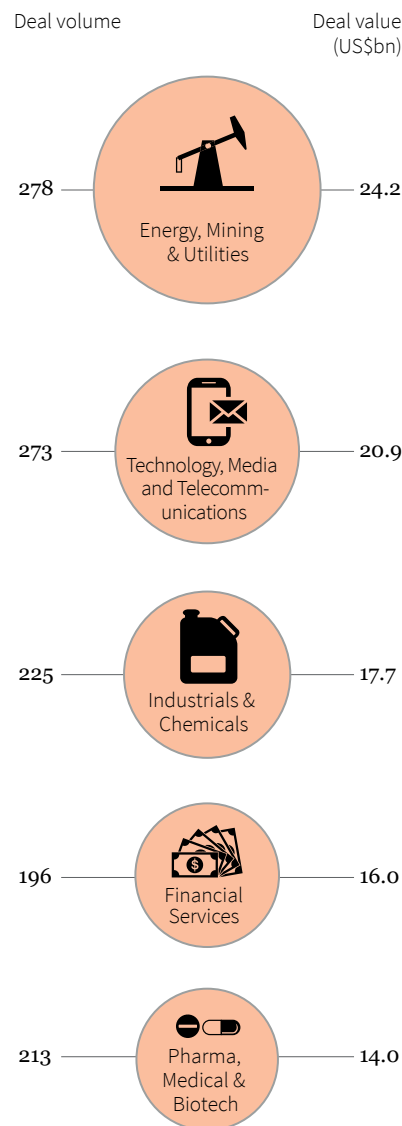 Deal volume
Deal value
(US$bn)
278
Energy, Mining
& Utilities
24.2
273
Technology, Media
and Telecomm-
unications
20.9
225
Industrials &
Chemicals
17.7
$
196
Financial
Services
16.0
213
Pharma,
Medical &
Biotech
14.0